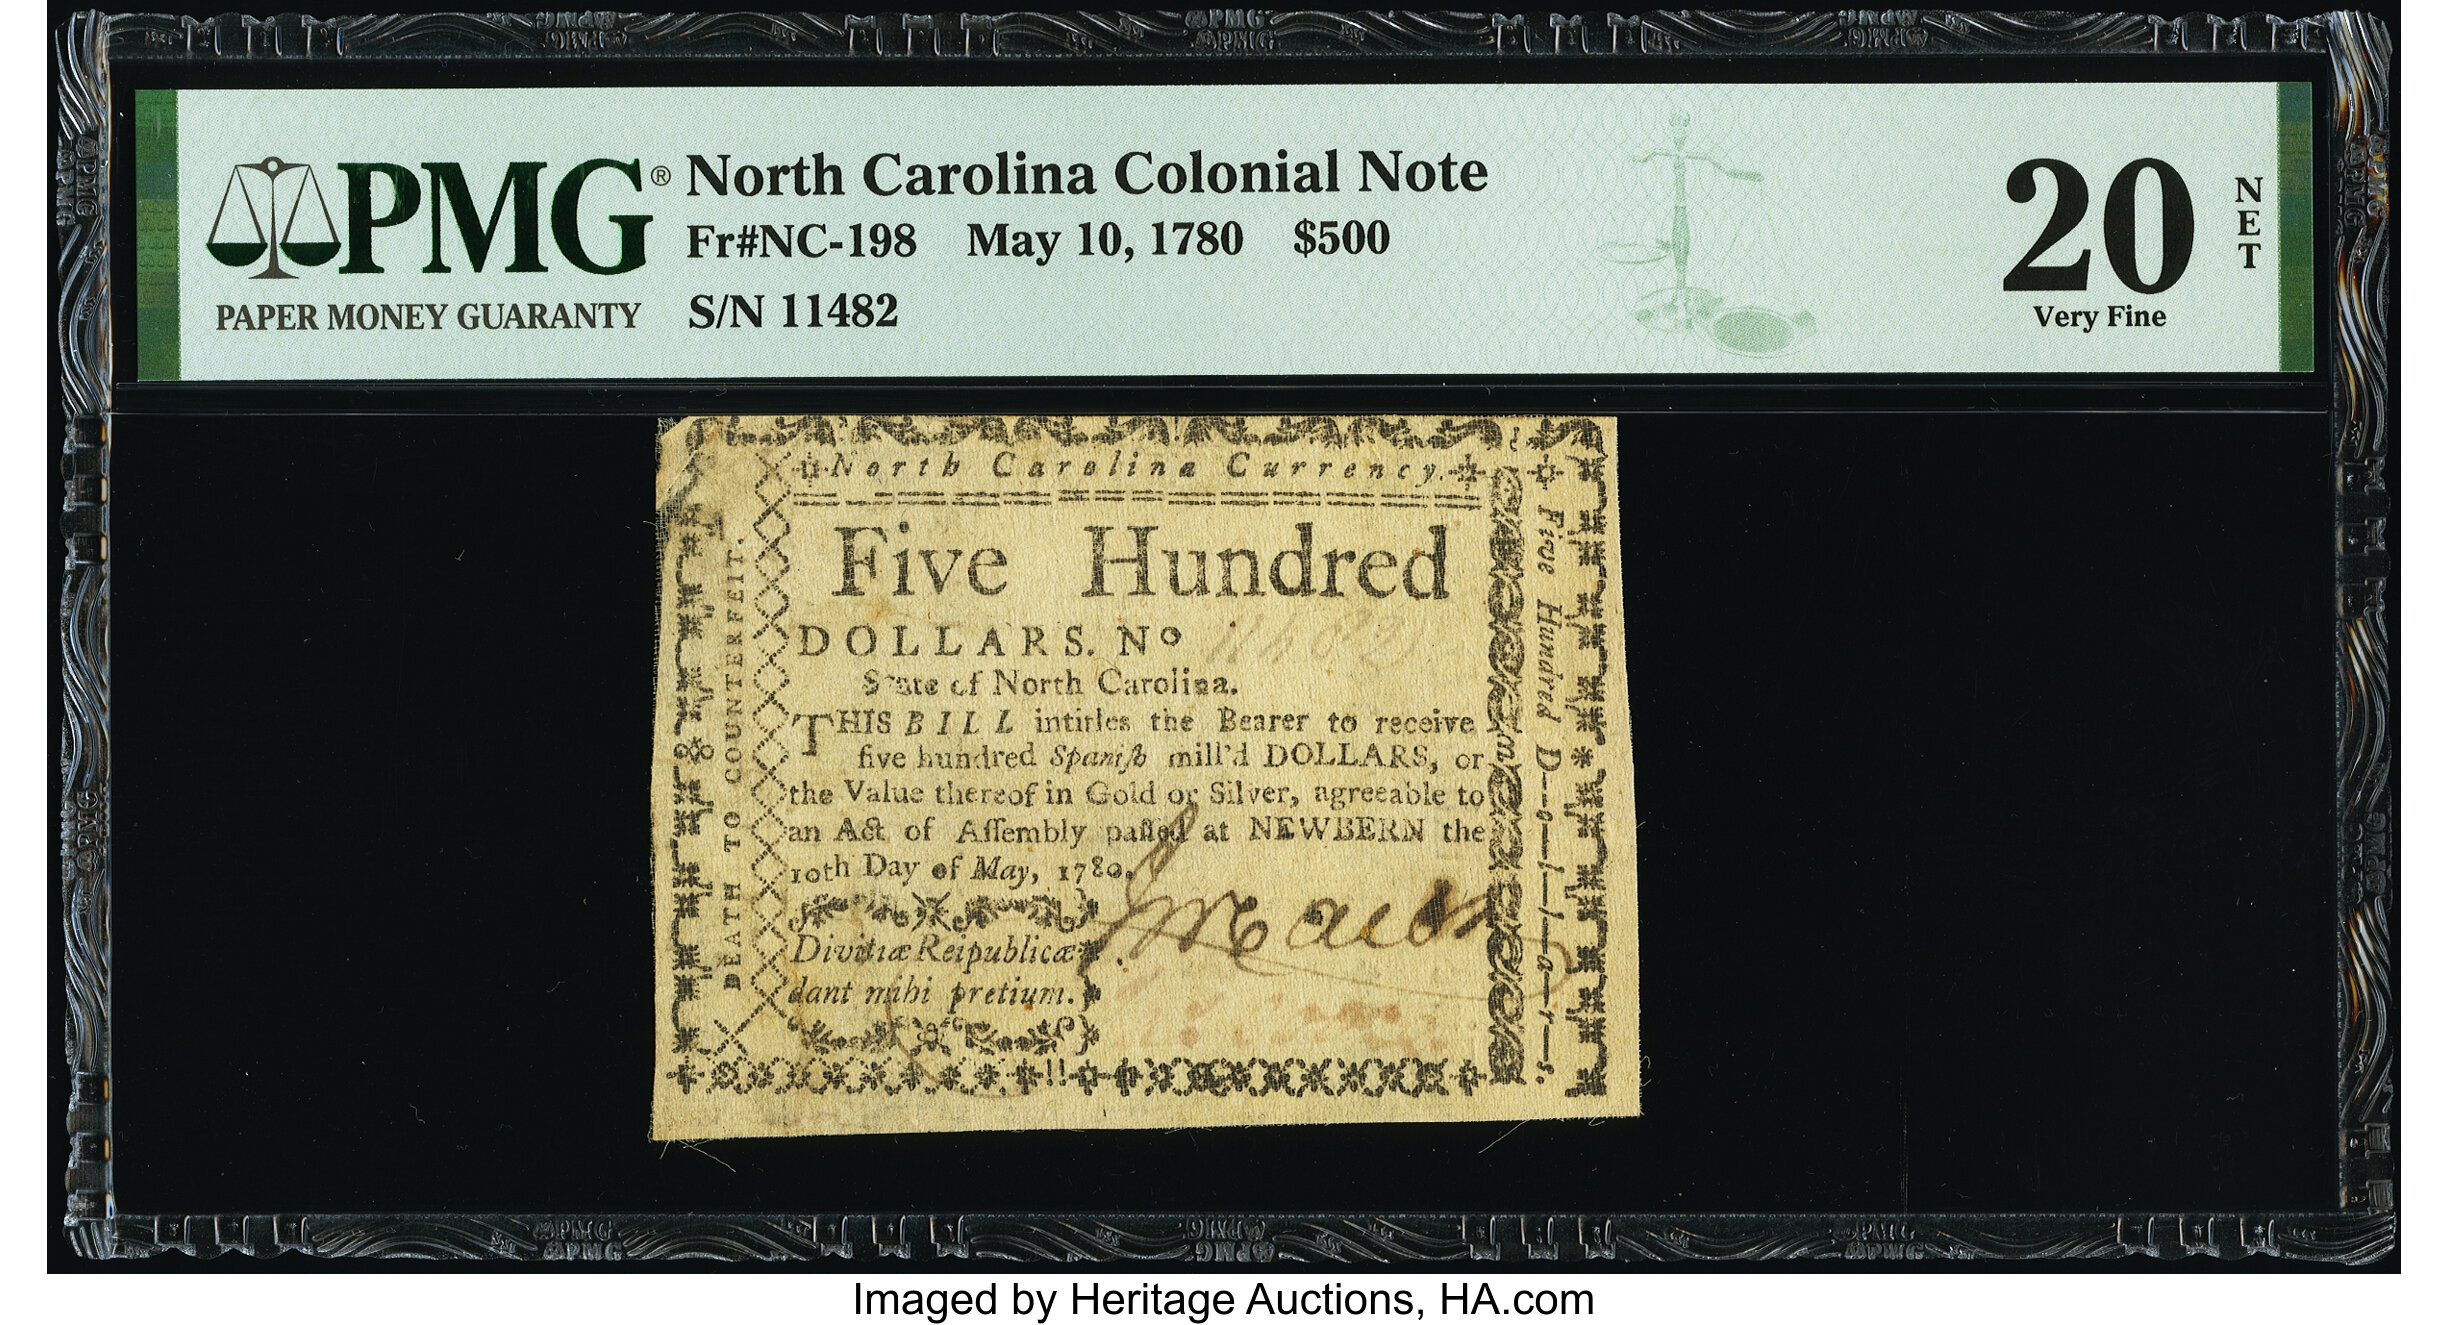 PMG® North Carolina Colonial Note
Fr#NC-198 May 10, 1780 $500
PAPER MONEY GUARANTY S/N 11482
20 NET
Very Fine
North Carolina Currency.
Five Hundred
DOLLARS. No 11482
State of North Carolina.
THIS BILL intitles the Bearer to receive
five hundred Spaniſh mill'd DOLLARS, or
the Value thereof in Gold or Silver, agreeable to
an Act of Aſſembly paſſed at NEWBERN the
10th Day of May, 1780.
Divitiæ Reipublicæ
dant mihi pretium.
DEATH TO COUNTERFEIT.
Five Hundred D--o--l--l--a--r--s.
Imaged by Heritage Auctions, HA.com